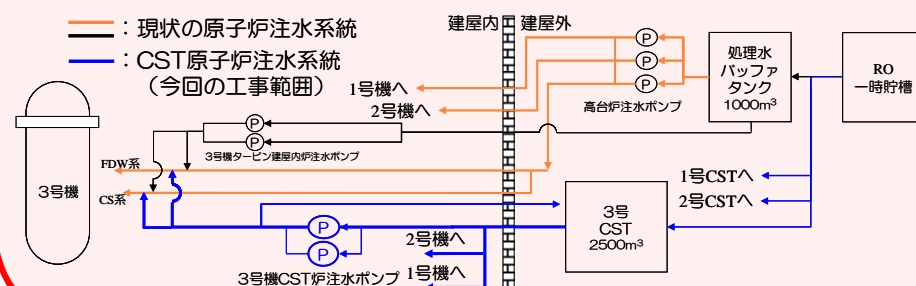 ：現状の原子炉注水系統
：CST原子炉注水系統
（今回の工事範囲）
建屋内
建屋外
1号機へ
2号機へ
P
P
P
高台炉注水ポンプ
処理水
バッファ
タンク
1000m³
RO
一時貯槽
P
P
3号機タービン建屋内炉注水ポンプ
FDW系
CS系
3号機
1号CSTへ
2号CSTへ
3号
CST
2500m³
P
P
3号機CST炉注水ポンプ
2号機へ
1号機へ